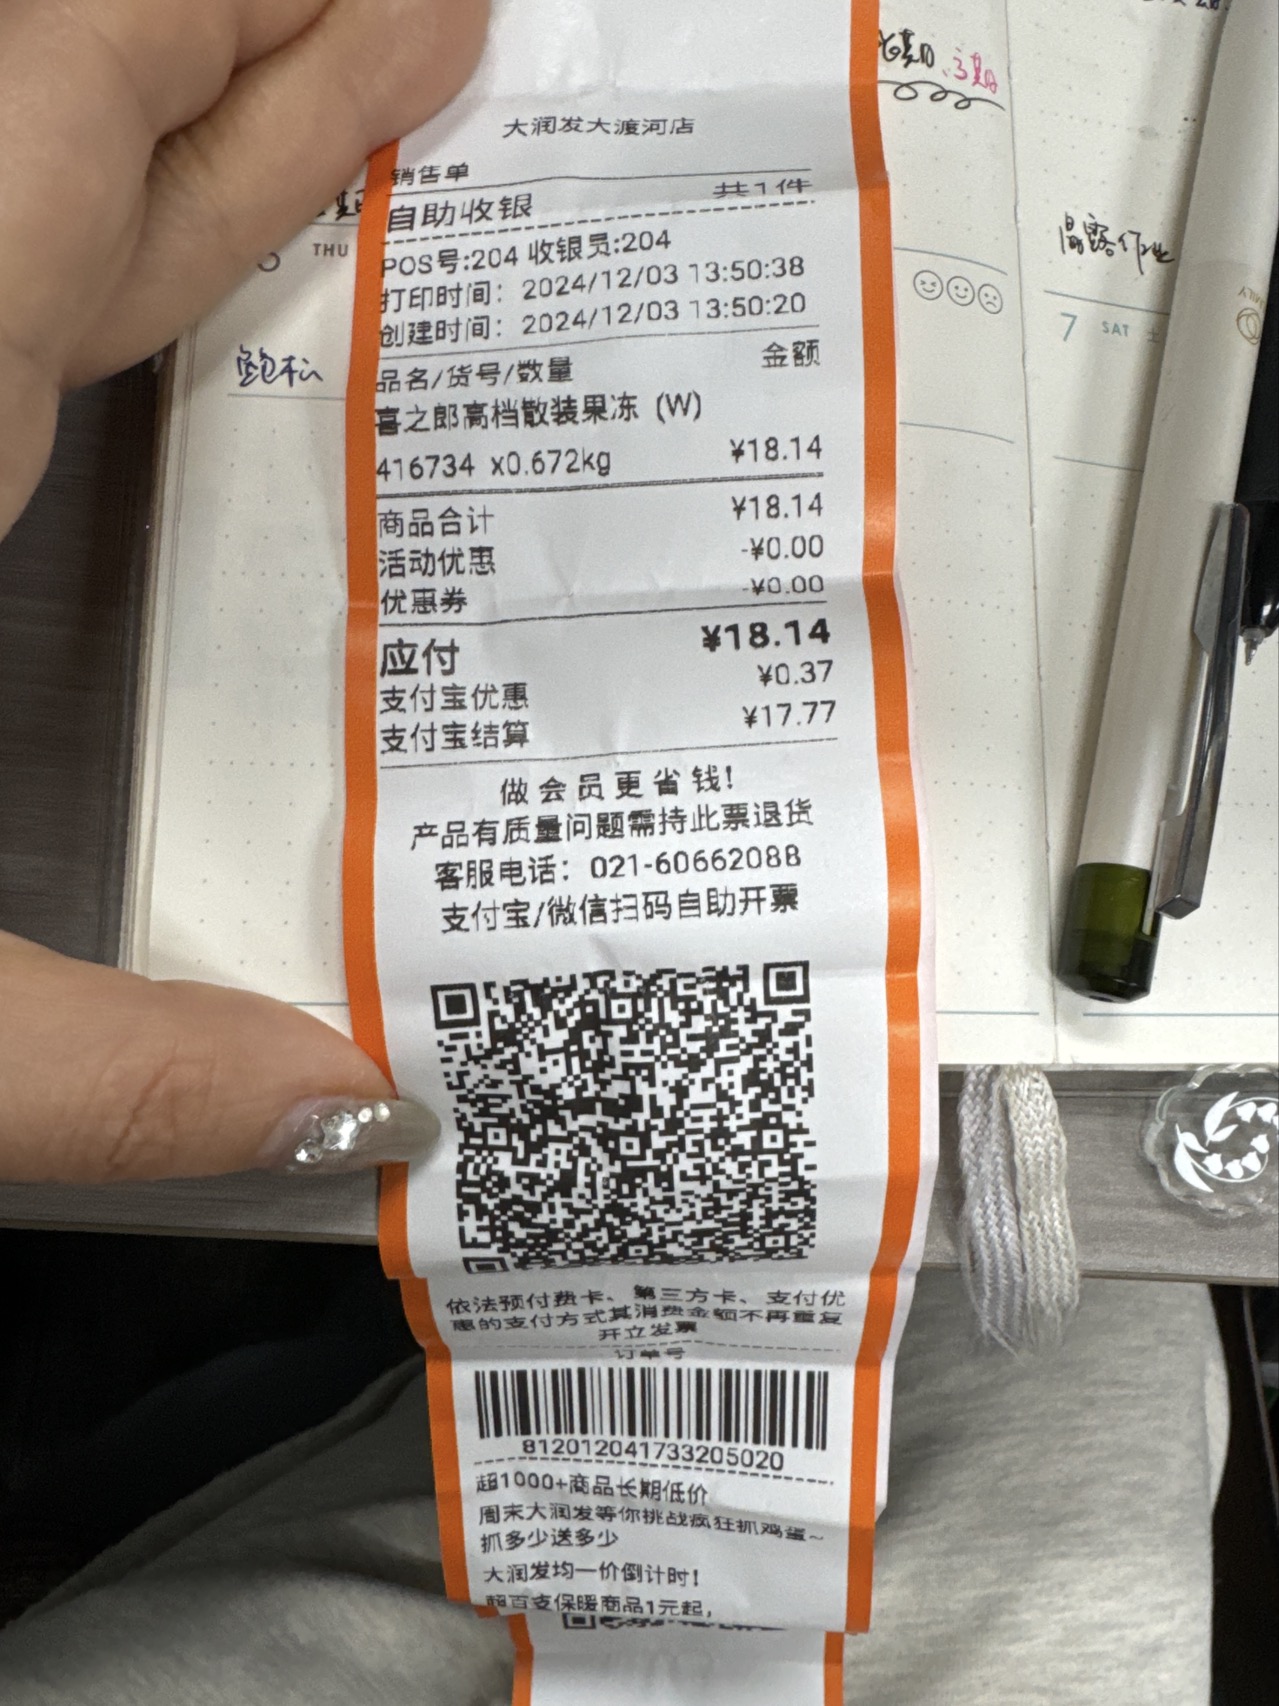 大润发大渡河店
销售单
自助收银 共1件
POS号:204 收银员:204
打印时间: 2024/12/03 13:50:38
创建时间: 2024/12/03 13:50:20
品名/货号/数量 金额
喜之郎高档散装果冻 (W)
416734 x0.672kg ¥18.14
商品合计 ¥18.14
活动优惠 -¥0.00
优惠券 -¥0.00
应付 ¥18.14
支付宝优惠 ¥0.37
支付宝结算 ¥17.77
做会员更省钱!
产品有质量问题需持此票退货
客服电话: 021-60662088
支付宝/微信扫码自助开票
依法预付费卡、第三方卡、支付优
惠的支付方式其消费金额不再重复
开立发票
订单号
812012041733205020
超1000+商品长期低价
周末大润发等你挑战疯狂抓鸡蛋~
抓多少送多少
大润发均一价倒计时!
超百支保暖商品1元起,
THU
7 SAT 土